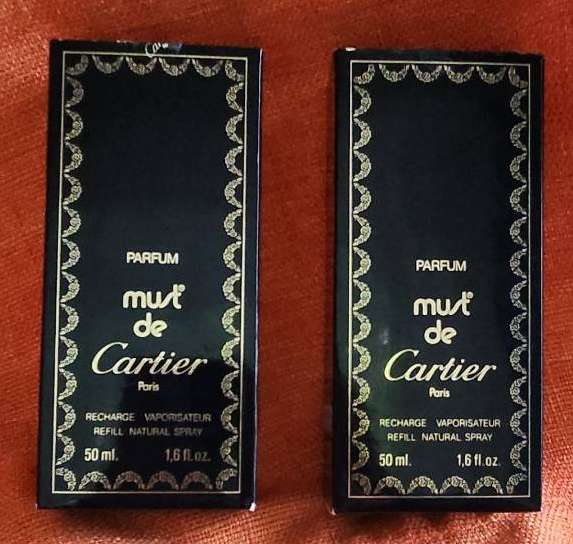 PARFUM
must
de
Cartier
Paris
RECHARGE VAPORISATEUR
REFILL NATURAL SPRAY
50 ml. 1,6 fl.oz.
PARFUM
must
de
Cartier
Paris
RECHARGE VAPORISATEUR
REFILL NATURAL SPRAY
50 ml. 1,6 fl.oz.